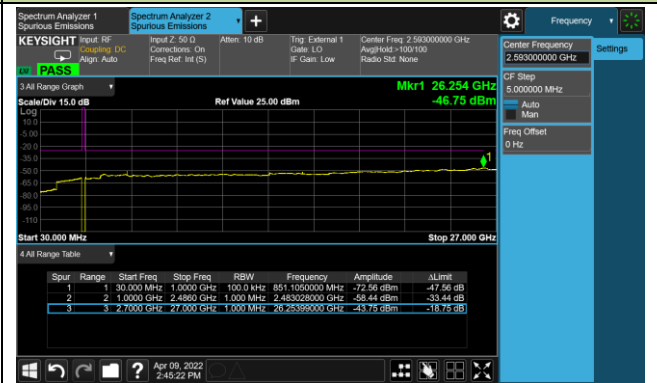 Spectrum Analyzer 1
Spurious Emissions
Spectrum Analyzer 2
Spurious Emissions
Frequency
KEYSIGHT
Input: RF
Coupling: DC
Align: Auto
Input Z: 50 Ω
Corrections: On
Freq Ref: Int (S)
Atten: 10 dB
Trig: External 1
Gate: LO
IF Gain: Low
Center Freq: 2.593000000 GHz
Avg|Hold:>100/100
Radio Std: None
PASS
Center Frequency
2.593000000 GHz
Settings
CF Step
5.000000 MHz
Auto
Man
Freq Offset
0 Hz
3 All Range Graph
Mkr1 26.254 GHz
Scale/Div 15.0 dB
Ref Value 25.00 dBm
-46.75 dBm
Log
10.0
-5.00
-20.0
-35.0
-50.0
-65.0
-80.0
-95.0
-110
1
Start 30.000 MHz
Stop 27.000 GHz
4 All Range Table
Spur Range Start Freq Stop Freq RBW Frequency Amplitude ΔLimit
1 1 30.000 MHz 1.0000 GHz 100.0 kHz 851.1050000 MHz -72.56 dBm -47.56 dB
2 2 1.0000 GHz 2.4860 GHz 1.000 MHz 2.483028000 GHz -58.44 dBm -33.44 dB
3 3 2.7000 GHz 27.000 GHz 1.000 MHz 26.25399000 GHz -43.75 dBm -18.75 dB
Apr 09, 2022
2:45:22 PM